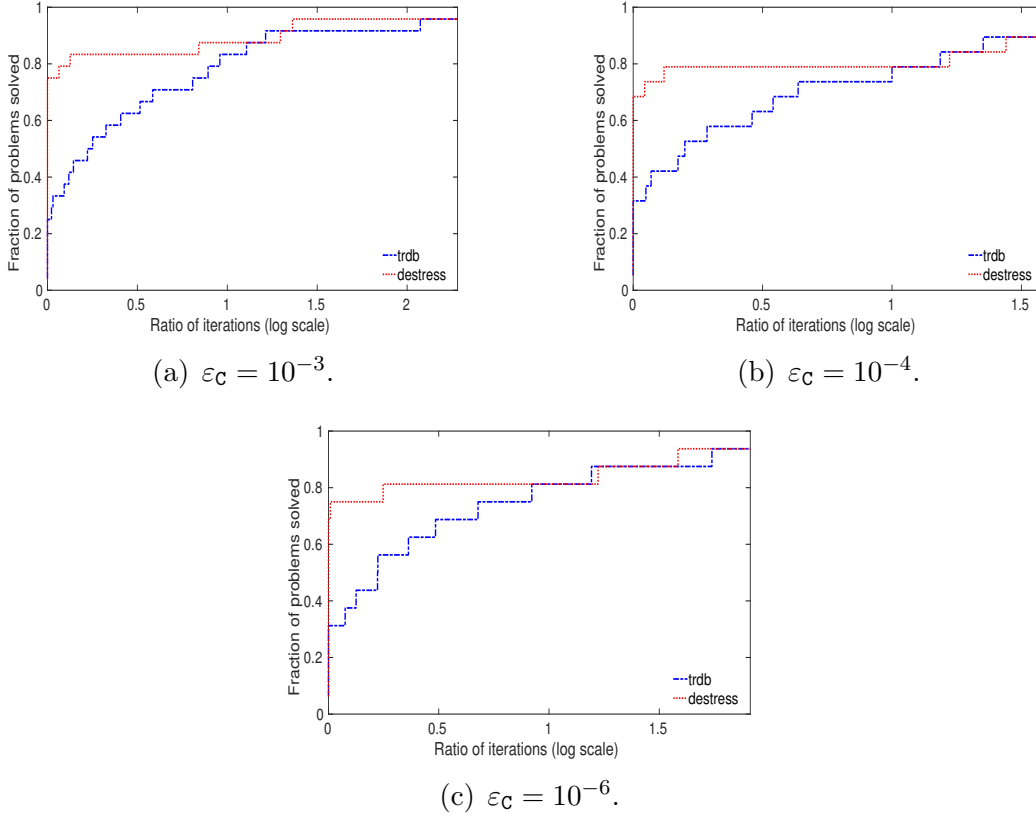 1
0.8
0.6
0.4
0.2
0
Fraction of problems solved
0 0.5 1 1.5 2
Ratio of iterations (log scale)
trdb
destress
(a) ε_C = 10^{-3}.
1
0.8
0.6
0.4
0.2
0
Fraction of problems solved
0 0.5 1 1.5
Ratio of iterations (log scale)
trdb
destress
(b) ε_C = 10^{-4}.
1
0.8
0.6
0.4
0.2
0
Fraction of problems solved
0 0.5 1 1.5
Ratio of iterations (log scale)
trdb
destress
(c) ε_C = 10^{-6}.